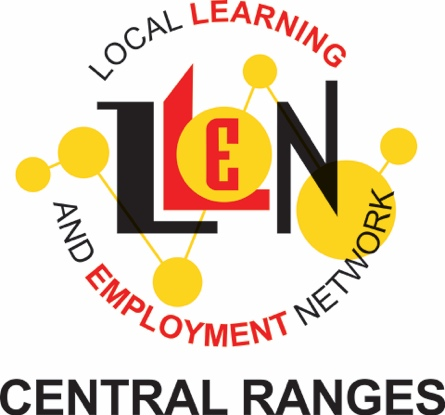 LOCAL LEARNING
LLEN
AND EMPLOYMENT NETWORK
CENTRAL RANGES